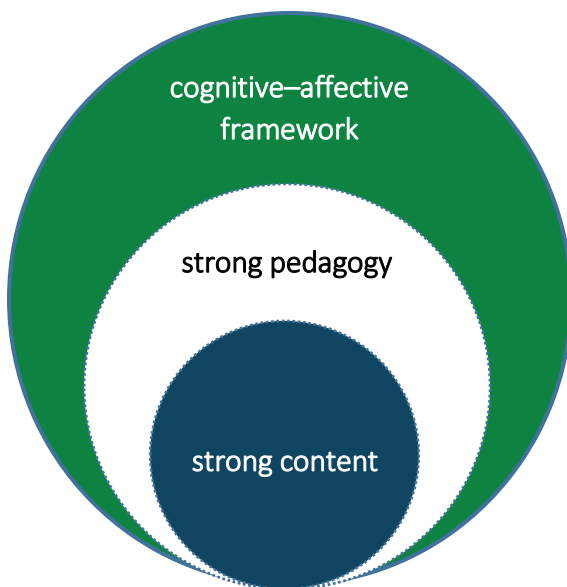 cognitive–affective
framework
strong pedagogy
strong content